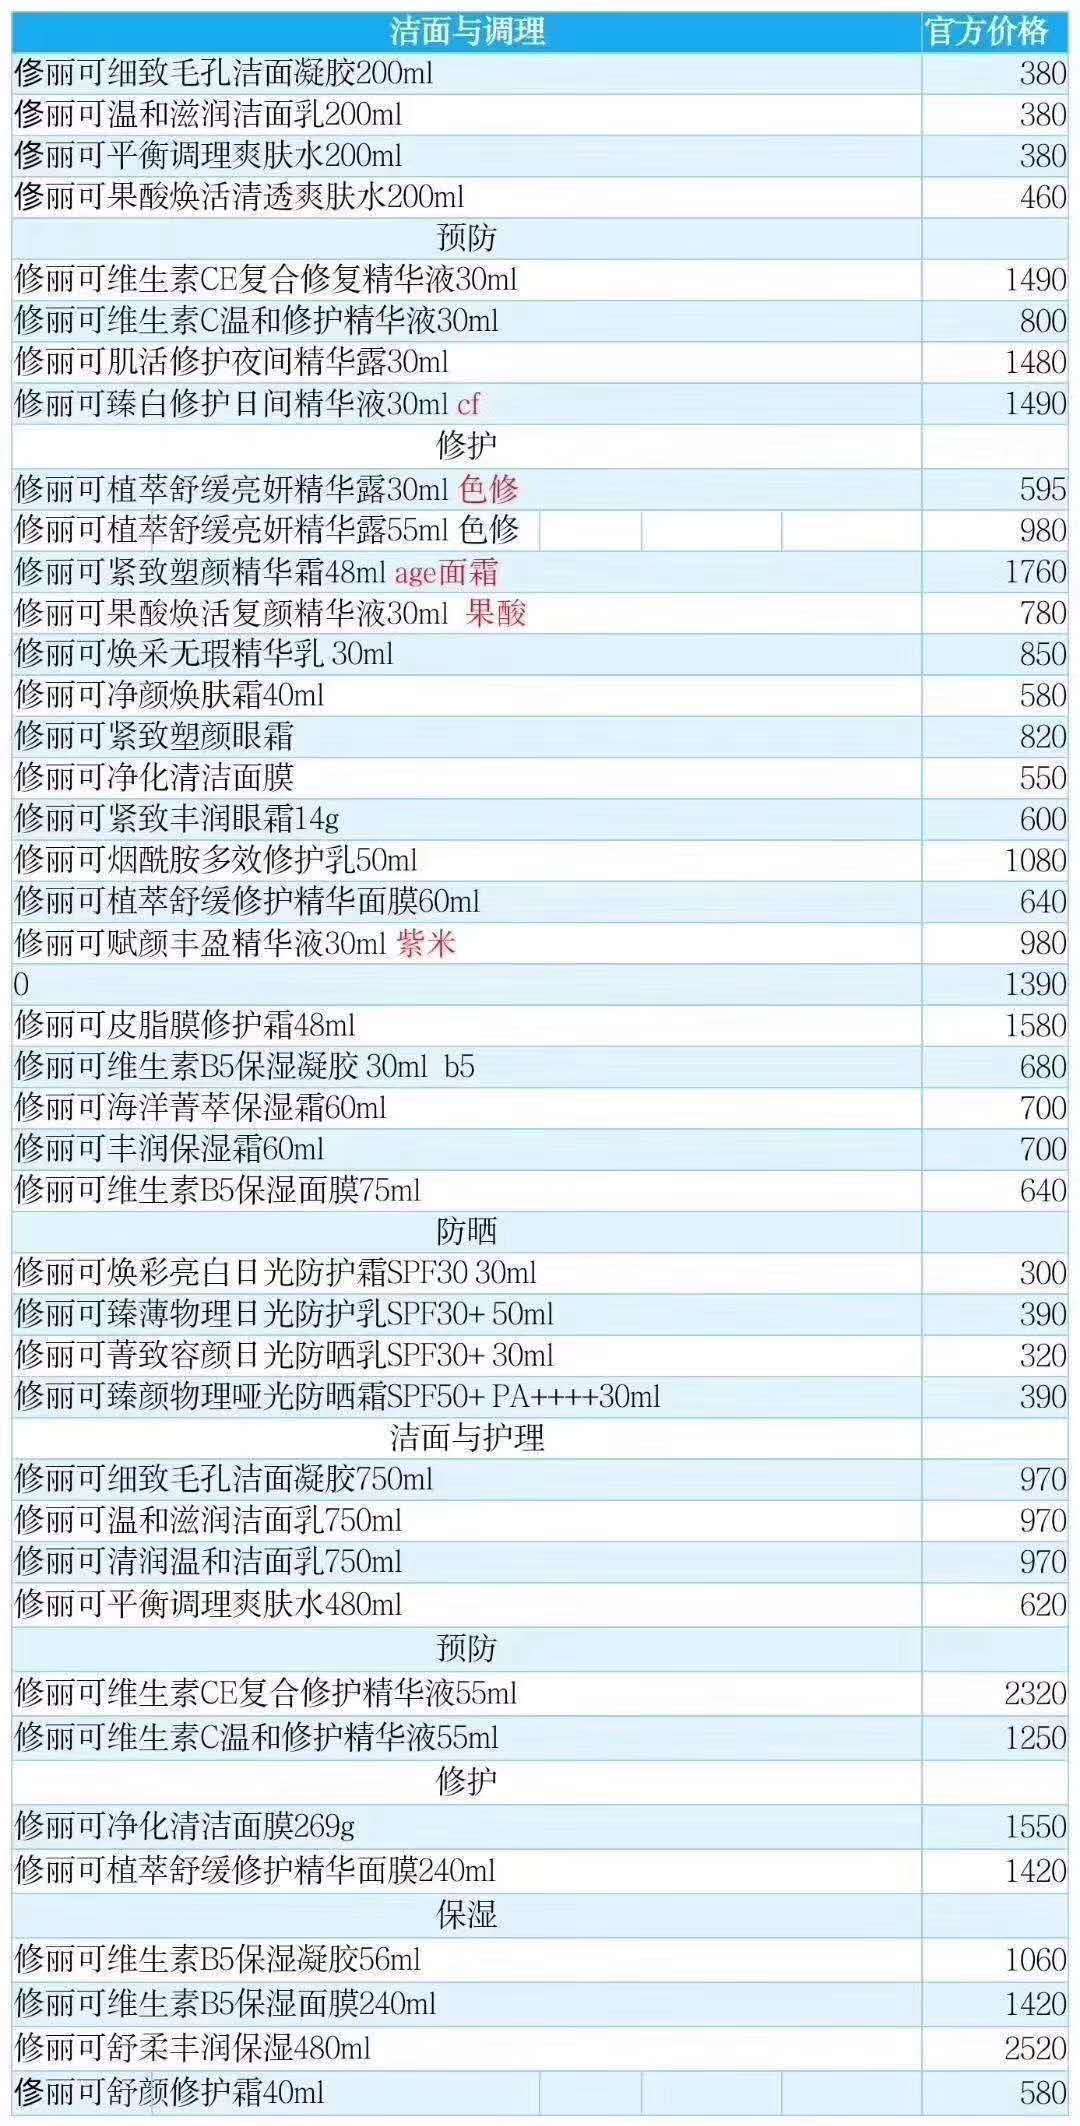 洁面与调理 官方价格
修丽可细致毛孔洁面凝胶200ml 380
修丽可温和滋润洁面乳200ml 380
修丽可平衡调理爽肤水200ml 380
修丽可果酸焕活清透爽肤水200ml 460
预防
修丽可维生素CE复合修复精华液30ml 1490
修丽可维生素C温和修护精华液30ml 800
修丽可肌活修护夜间精华露30ml 1480
修丽可臻白修护日间精华液30ml cf 1490
修护
修丽可植萃舒缓亮妍精华露30ml 色修 595
修丽可植萃舒缓亮妍精华露55ml 色修 980
修丽可紧致塑颜精华霜48ml age面霜 1760
修丽可果酸焕活复颜精华液30ml 果酸 780
修丽可焕采无瑕精华乳 30ml 850
修丽可净颜焕肤霜40ml 580
修丽可紧致塑颜眼霜 820
修丽可净化清洁面膜 550
修丽可紧致丰润眼霜14g 600
修丽可烟酰胺多效修护乳50ml 1080
修丽可植萃舒缓修护精华面膜60ml 640
修丽可赋颜丰盈精华液30ml 紫米 980
0 1390
修丽可皮脂膜修护霜48ml 1580
修丽可维生素B5保湿凝胶 30ml b5 680
修丽可海洋菁萃保湿霜60ml 700
修丽可丰润保湿霜60ml 700
修丽可维生素B5保湿面膜75ml 640
防晒
修丽可焕彩亮白日光防护霜SPF30 30ml 300
修丽可臻薄物理日光防护乳SPF30+ 50ml 390
修丽可菁致容颜日光防晒乳SPF30+ 30ml 320
修丽可臻颜物理哑光防晒霜SPF50+ PA++++30ml 390
洁面与护理
修丽可细致毛孔洁面凝胶750ml 970
修丽可温和滋润洁面乳750ml 970
修丽可清润温和洁面乳750ml 970
修丽可平衡调理爽肤水480ml 620
预防
修丽可维生素CE复合修护精华液55ml 2320
修丽可维生素C温和修护精华液55ml 1250
修护
修丽可净化清洁面膜269g 1550
修丽可植萃舒缓修护精华面膜240ml 1420
保湿
修丽可维生素B5保湿凝胶56ml 1060
修丽可维生素B5保湿面膜240ml 1420
修丽可舒柔丰润保湿480ml 2520
修丽可舒颜修护霜40ml 580